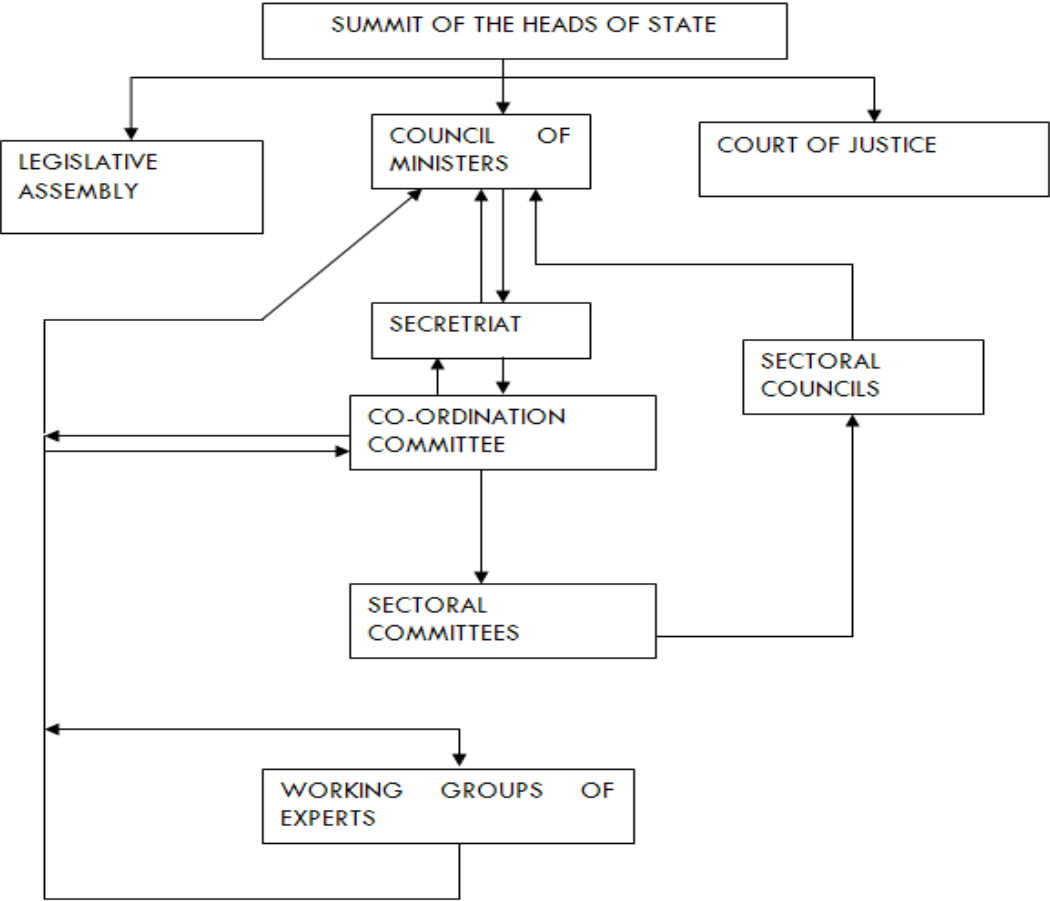 SUMMIT OF THE HEADS OF STATE
COUNCIL OF
MINISTERS
COURT OF JUSTICE
LEGISLATIVE
ASSEMBLY
SECRETRIAT
SECTORAL
COUNCILS
CO-ORDINATION
COMMITTEE
SECTORAL
COMMITTEES
WORKING GROUPS OF
EXPERTS